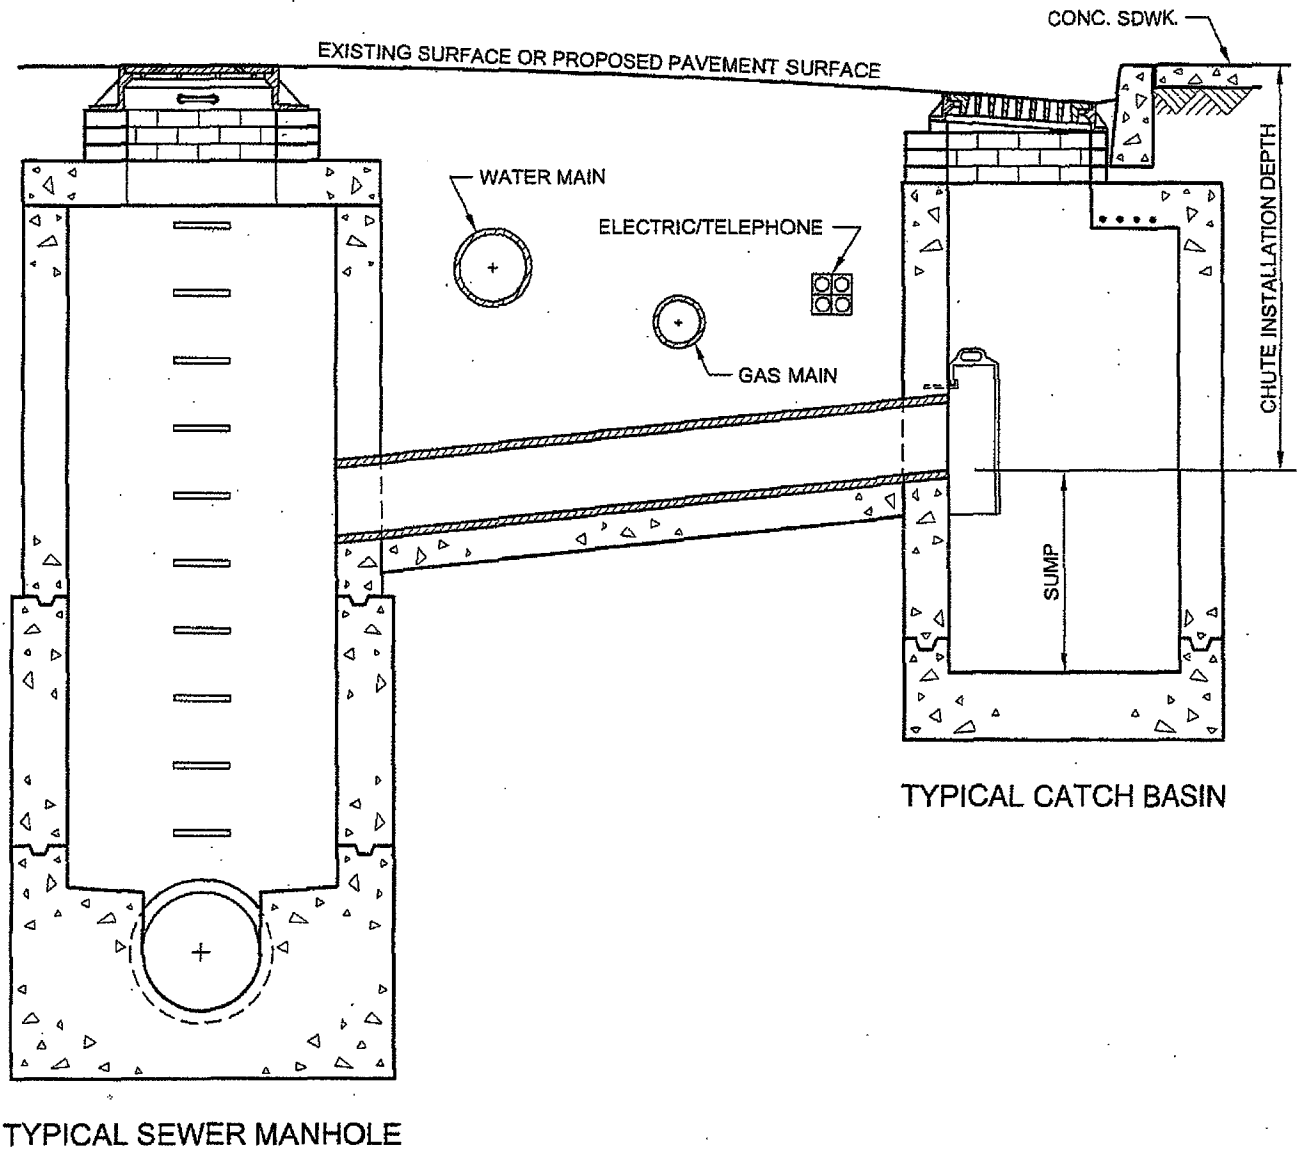 CONC. SDWK.
EXISTING SURFACE OR PROPOSED PAVEMENT SURFACE
WATER MAIN
ELECTRIC/TELEPHONE
GAS MAIN
CHUTE INSTALLATION DEPTH
SUMP
TYPICAL CATCH BASIN
TYPICAL SEWER MANHOLE